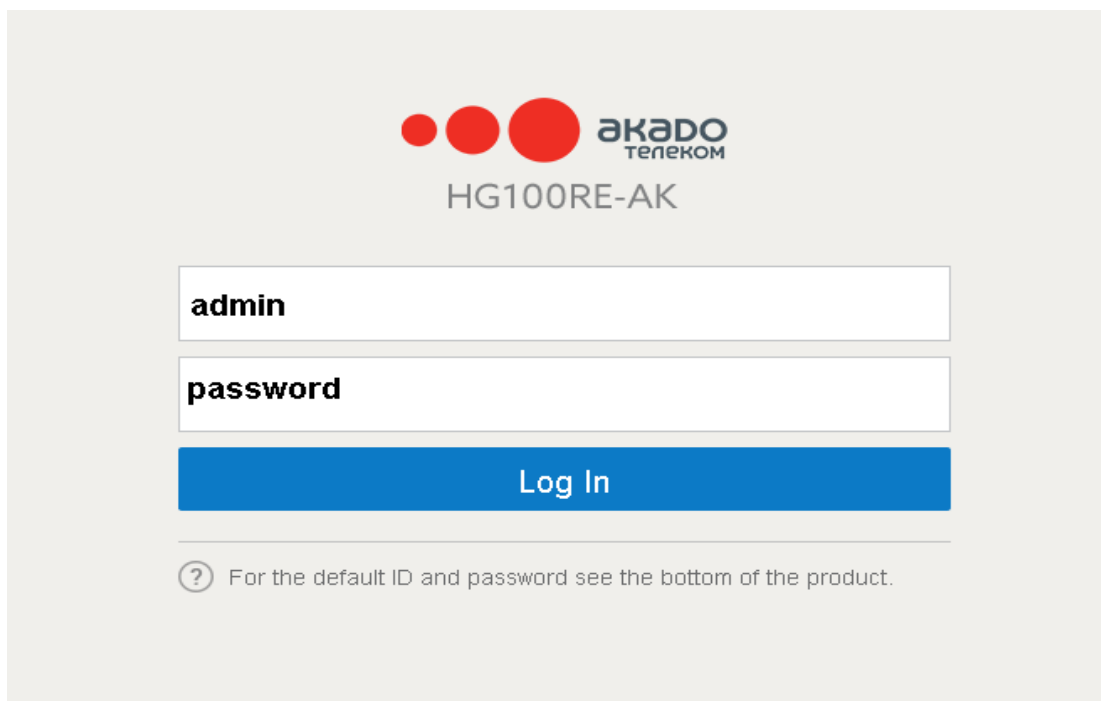 акадо
телеком
HG100RE-AK
admin
password
Log In
? For the default ID and password see the bottom of the product.